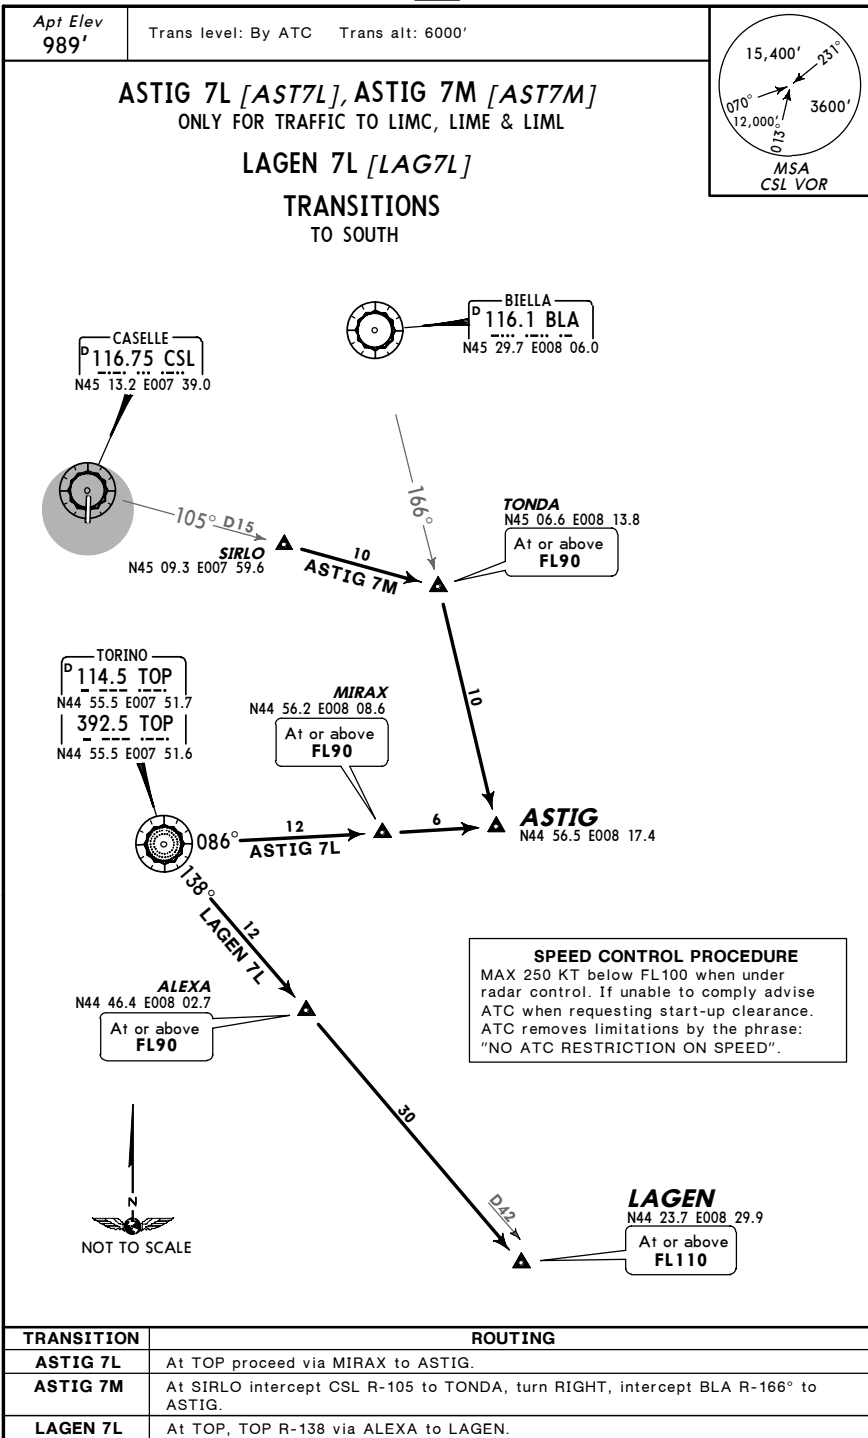 Apt Elev
989'
Trans level: By ATC Trans alt: 6000'
15,400'
231°
070°
12,000'
3600'
013°
MSA
CSL VOR
ASTIG 7L [AST7L], ASTIG 7M [AST7M]
ONLY FOR TRAFFIC TO LIMC, LIME & LIML
LAGEN 7L [LAG7L]
TRANSITIONS
TO SOUTH
BIELLA
D 116.1 BLA
N45 29.7 E008 06.0
CASELLE
D 116.75 CSL
N45 13.2 E007 39.0
166°
105° D15
TONDA
N45 06.6 E008 13.8
At or above
FL90
SIRLO
N45 09.3 E007 59.6
10
ASTIG 7M
10
TORINO
D 114.5 TOP
N44 55.5 E007 51.7
392.5 TOP
N44 55.5 E007 51.6
MIRAX
N44 56.2 E008 08.6
At or above
FL90
086°
12
ASTIG 7L
6
ASTIG
N44 56.5 E008 17.4
138°
12
LAGEN 7L
ALEXA
N44 46.4 E008 02.7
At or above
FL90
SPEED CONTROL PROCEDURE
MAX 250 KT below FL100 when under
radar control. If unable to comply advise
ATC when requesting start-up clearance.
ATC removes limitations by the phrase:
"NO ATC RESTRICTION ON SPEED".
30
D42
LAGEN
N44 23.7 E008 29.9
At or above
FL110
N
NOT TO SCALE
TRANSITION ROUTING
ASTIG 7L At TOP proceed via MIRAX to ASTIG.
ASTIG 7M At SIRLO intercept CSL R-105 to TONDA, turn RIGHT, intercept BLA R-166° to
ASTIG.
LAGEN 7L At TOP, TOP R-138 via ALEXA to LAGEN.